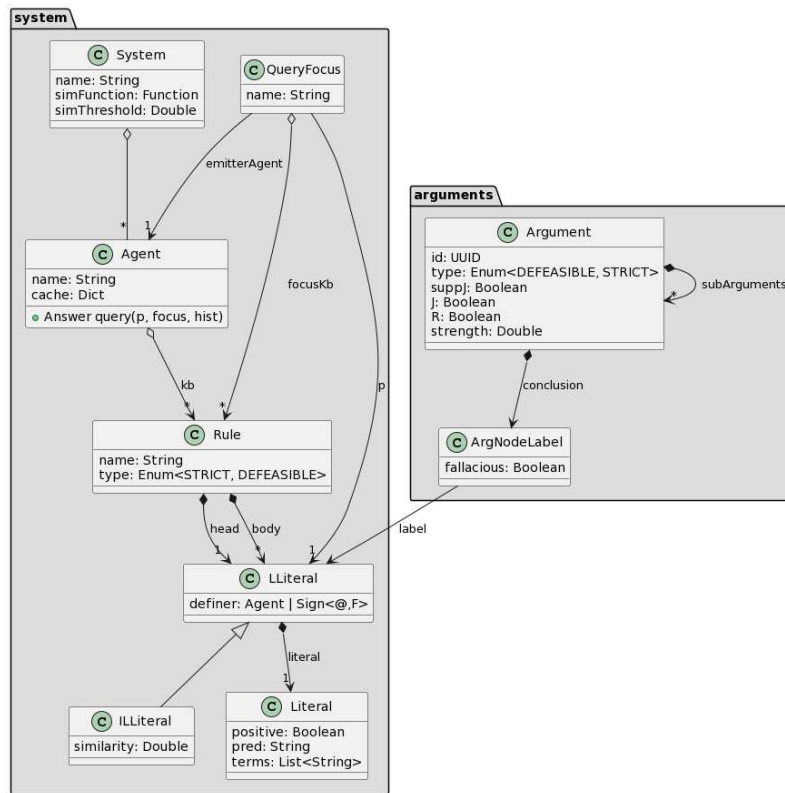 system
C System
name: String
simFunction: Function
simThreshold: Double
C QueryFocus
name: String
emitterAgent
*
1
C Agent
name: String
cache: Dict
Answer query(p, focus, hist)
focusKb
kb
p
*
*
C Rule
name: String
type: Enum<STRICT, DEFEASIBLE>
head
body
1
*
1
C LLiteral
definer: Agent | Sign<@,F>
literal
1
C ILLiteral
similarity: Double
C Literal
positive: Boolean
pred: String
terms: List<String>
arguments
C Argument
id: UUID
type: Enum<DEFEASIBLE, STRICT>
suppJ: Boolean
J: Boolean
R: Boolean
strength: Double
*
subArguments
conclusion
C ArgNodeLabel
fallacious: Boolean
label